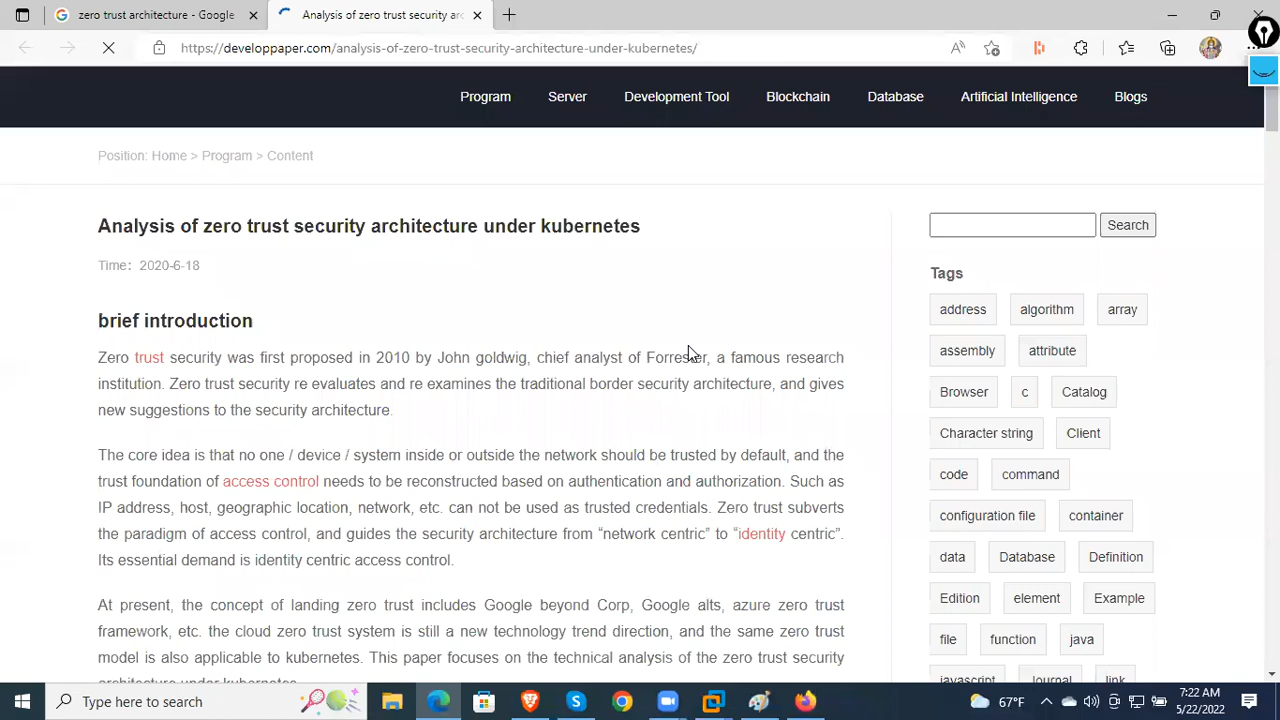 zero trust architecture - Google
Analysis of zero trust security arc
https://developpaper.com/analysis-of-zero-trust-security-architecture-under-kubernetes/
Program Server Development Tool Blockchain Database Artificial Intelligence Blogs
Position: Home > Program > Content
Analysis of zero trust security architecture under kubernetes
Time：2020-6-18
brief introduction
Zero trust security was first proposed in 2010 by John goldwig, chief analyst of Forrester, a famous research
institution. Zero trust security re evaluates and re examines the traditional border security architecture, and gives
new suggestions to the security architecture.
The core idea is that no one / device / system inside or outside the network should be trusted by default, and the
trust foundation of access control needs to be reconstructed based on authentication and authorization. Such as
IP address, host, geographic location, network, etc. can not be used as trusted credentials. Zero trust subverts
the paradigm of access control, and guides the security architecture from “network centric” to “identity centric”.
Its essential demand is identity centric access control.
At present, the concept of landing zero trust includes Google beyond Corp, Google alts, azure zero trust
framework, etc. the cloud zero trust system is still a new technology trend direction, and the same zero trust
model is also applicable to kubernetes. This paper focuses on the technical analysis of the zero trust security
architecture under kubernetes.
Search
Tags
address algorithm array
assembly attribute
Browser c Catalog
Character string Client
code command
configuration file container
data Database Definition
Edition element Example
file function java
javascript Journal link
Type here to search
67°F
7:22 AM
5/22/2022